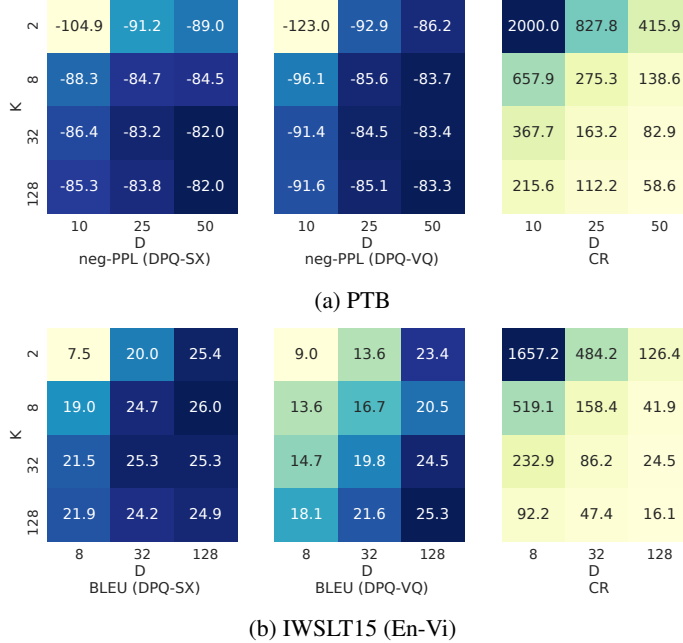 2 -104.9 -91.2 -89.0 -123.0 -92.9 -86.2 2000.0 827.8 415.9
8 -88.3 -84.7 -84.5 -96.1 -85.6 -83.7 657.9 275.3 138.6
K
32 -86.4 -83.2 -82.0 -91.4 -84.5 -83.4 367.7 163.2 82.9
128 -85.3 -83.8 -82.0 -91.6 -85.1 -83.3 215.6 112.2 58.6
10 25 50 10 25 50 10 25 50
D D D
neg-PPL (DPQ-SX) neg-PPL (DPQ-VQ) CR
(a) PTB
2 7.5 20.0 25.4 9.0 13.6 23.4 1657.2 484.2 126.4
8 19.0 24.7 26.0 13.6 16.7 20.5 519.1 158.4 41.9
K
32 21.5 25.3 25.3 14.7 19.8 24.5 232.9 86.2 24.5
128 21.9 24.2 24.9 18.1 21.6 25.3 92.2 47.4 16.1
8 32 128 8 32 128 8 32 128
D D D
BLEU (DPQ-SX) BLEU (DPQ-VQ) CR
(b) IWSLT15 (En-Vi)